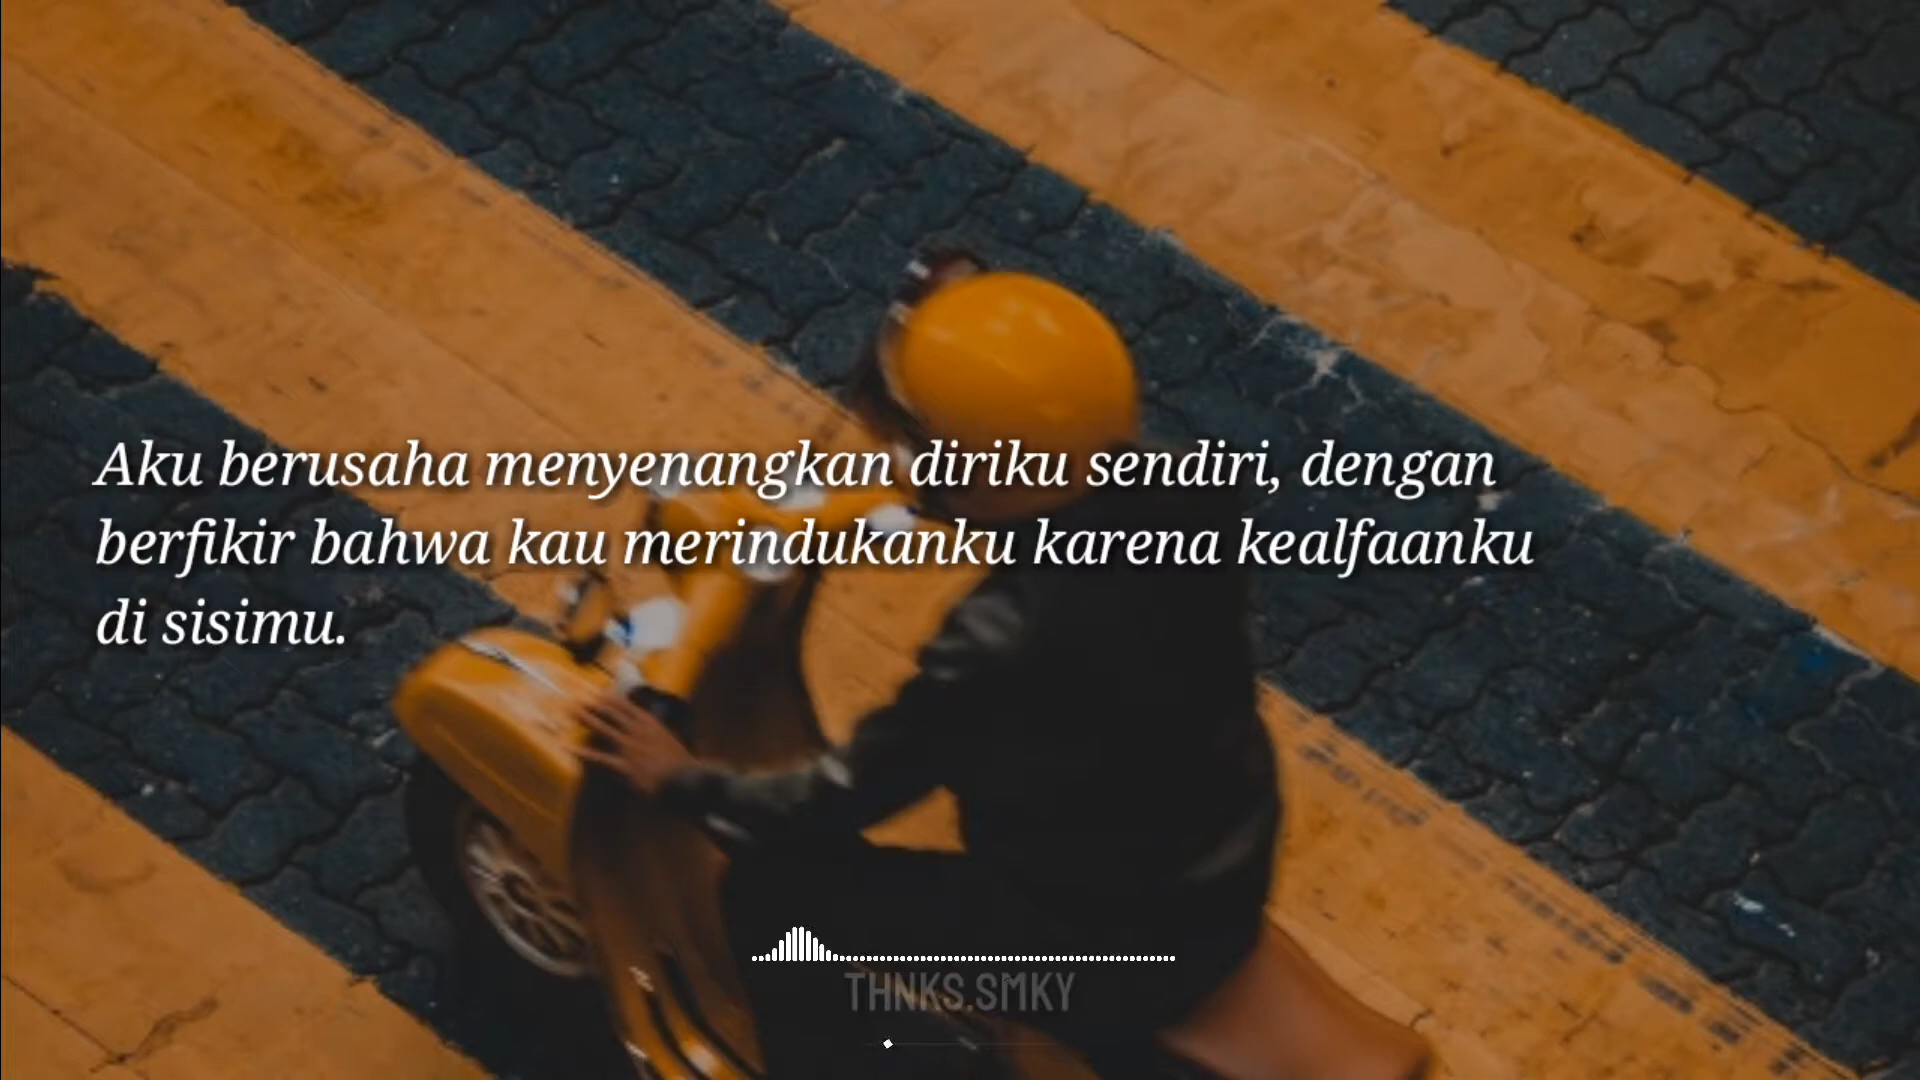 Aku berusaha menyenangkan diriku sendiri, dengan
berfikir bahwa kau merindukanku karena kealfaanku
di sisimu.
THNKS.SMKY